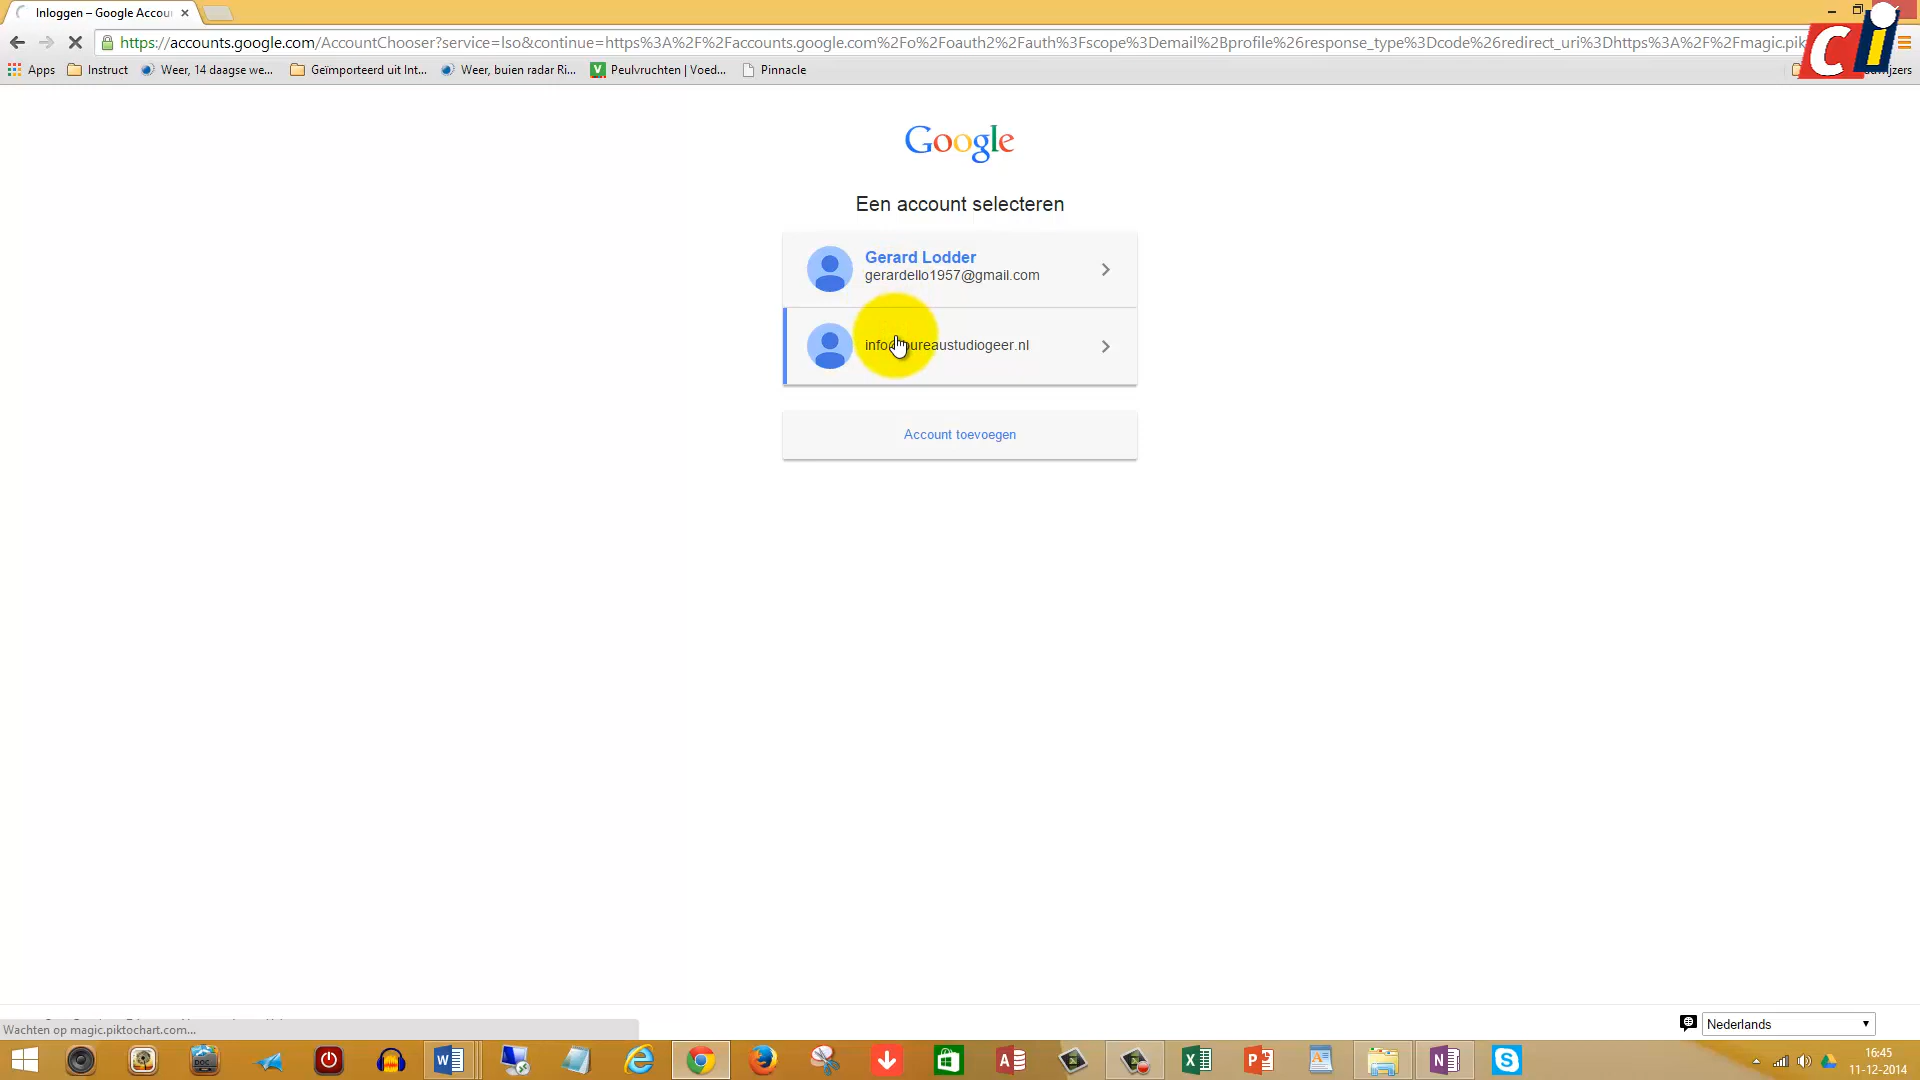 Inloggen – Google Accou
https://accounts.google.com/AccountChooser?service=lso&continue=https%3A%2F%2Faccounts.google.com%2Fo%2Foauth2%2Fauth%3Fscope%3Demail%2Bprofile%26response_type%3Dcode%26redirect_uri%3Dhttps%3A%2F%2Fmagic.pik
ci
Apps Instruct Weer, 14 daagse we... Geïmporteerd uit Int... Weer, buien radar Ri... Peulvruchten | Voed... Pinnacle
Google
Een account selecteren
Gerard Lodder
gerardello1957@gmail.com
info bureaustudiogeer.nl
Account toevoegen
Wachten op magic.piktochart.com...
Nederlands
16:45
11-12-2014